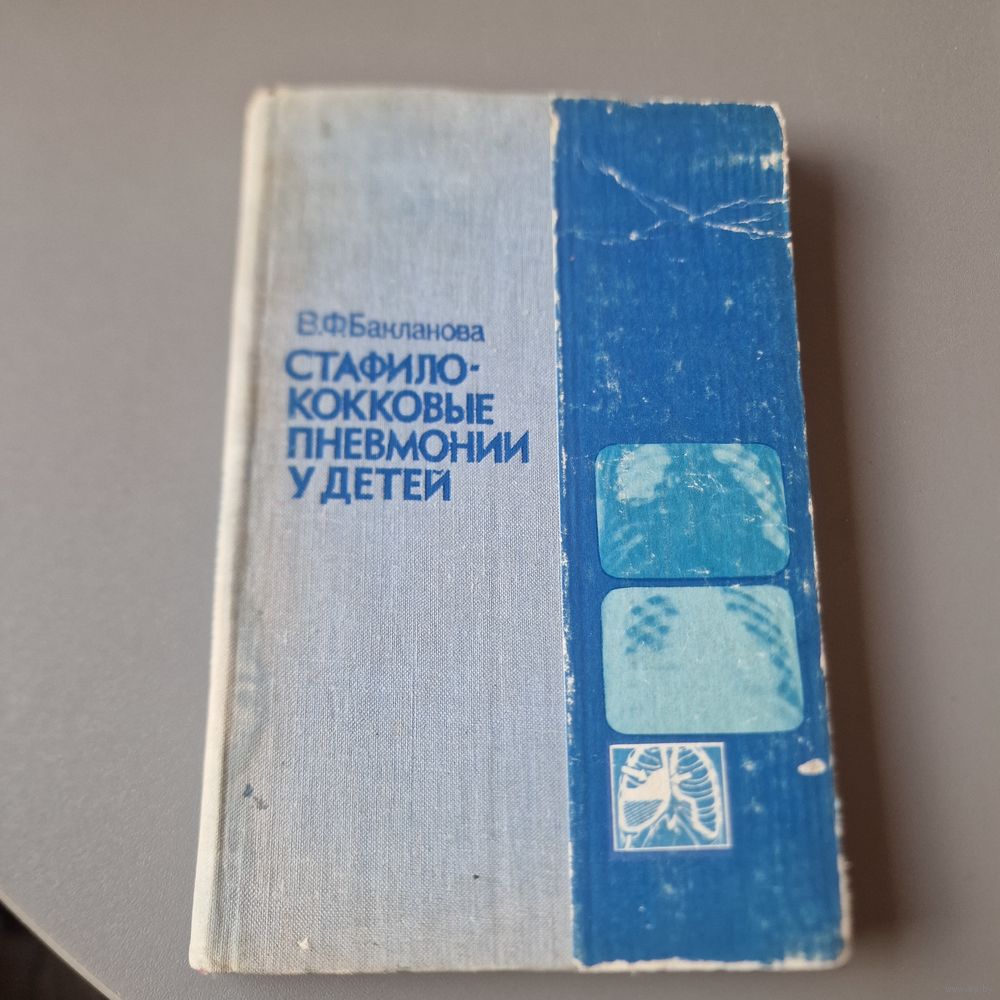 В.Ф.Бакланова
СТАФИЛО-
КОККОВЫЕ
ПНЕВМОНИИ
У ДЕТЕЙ